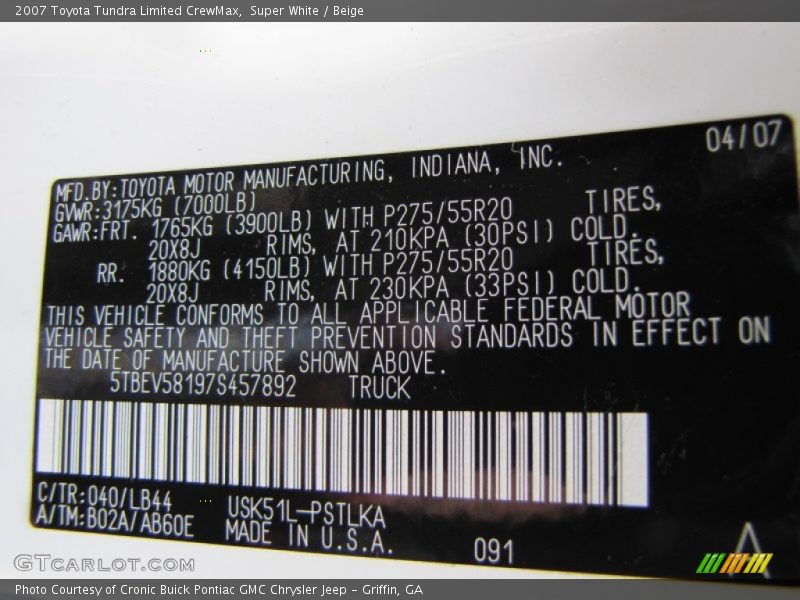 2007 Toyota Tundra Limited CrewMax, Super White / Beige
04/07
MFD.BY:TOYOTA MOTOR MANUFACTURING, INDIANA, INC.
GVWR:3175KG (7000LB)
GAWR:FRT. 1765KG (3900LB) WITH P275/55R20 TIRES,
20X8J RIMS, AT 210KPA (30PSI) COLD.
RR. 1880KG (4150LB) WITH P275/55R20 TIRES,
20X8J RIMS, AT 230KPA (33PSI) COLD.
THIS VEHICLE CONFORMS TO ALL APPLICABLE FEDERAL MOTOR
VEHICLE SAFETY AND THEFT PREVENTION STANDARDS IN EFFECT ON
THE DATE OF MANUFACTURE SHOWN ABOVE.
5TBEV58197S457892 TRUCK
C/TR:040/LB44 USK51L-PSTLKA
A/TM:B02A/AB60E MADE IN U.S.A. 091
A
GTCARLOT.COM
Photo Courtesy of Cronic Buick Pontiac GMC Chrysler Jeep - Griffin, GA